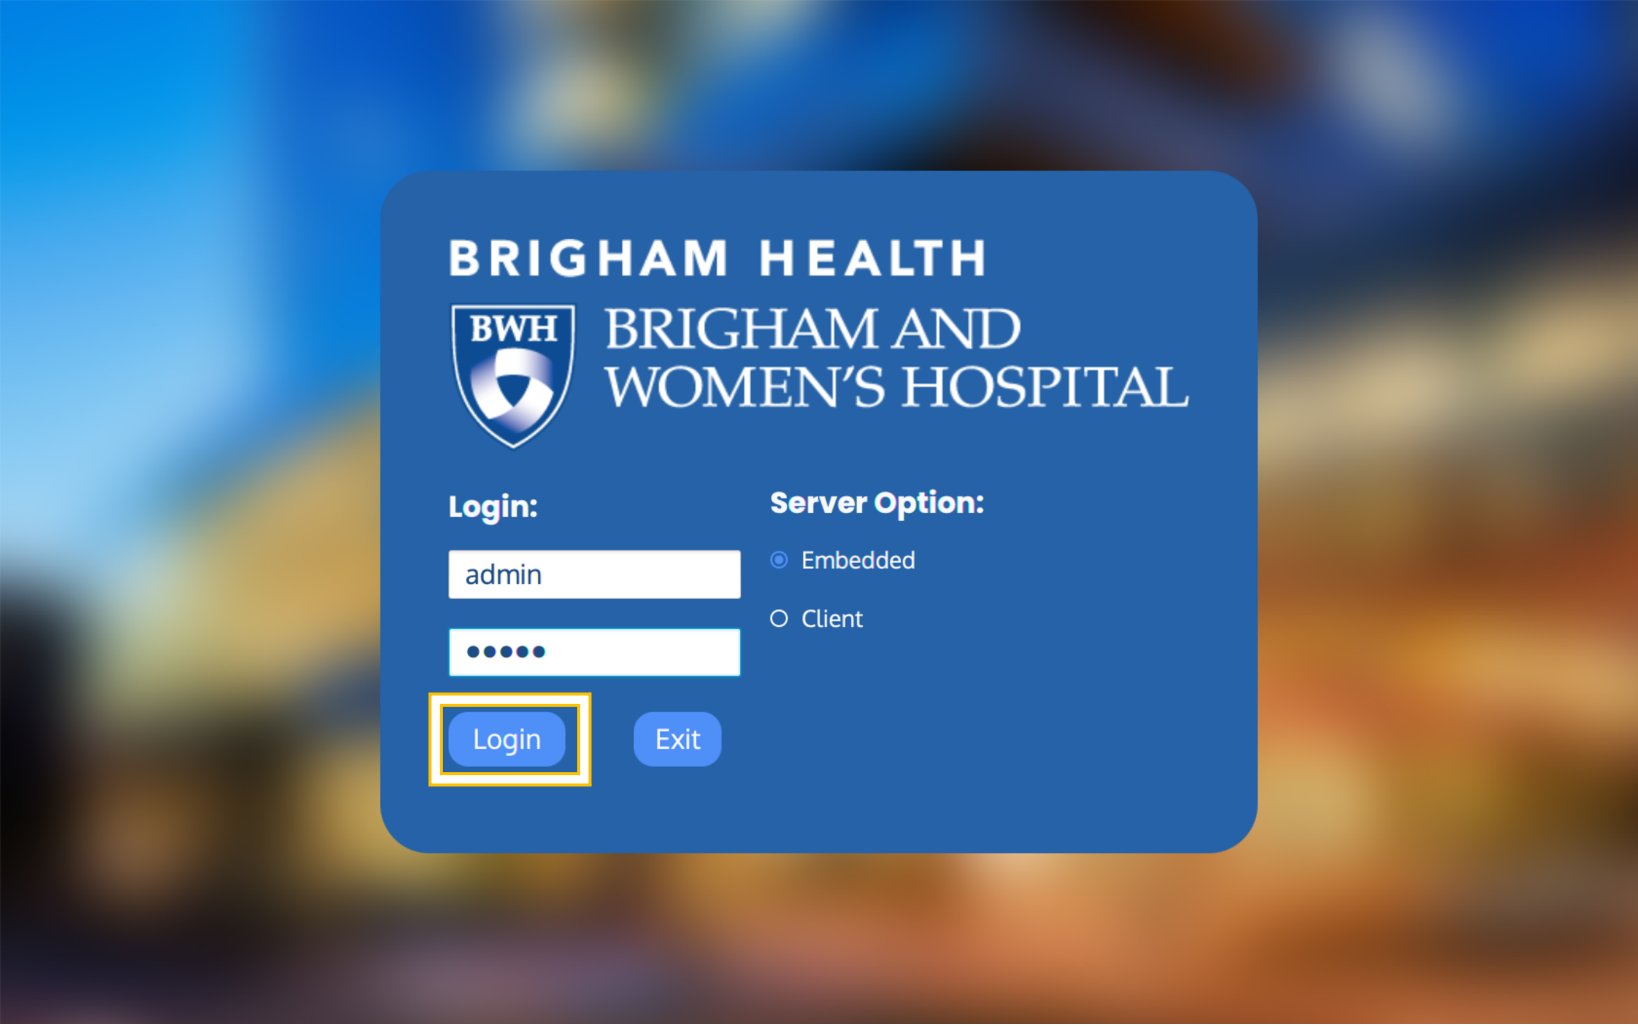 BRIGHAM HEALTH
BWH
BRIGHAM AND
WOMEN'S HOSPITAL
Login:
admin
•••••
Login
Exit
Server Option:
Embedded
Client